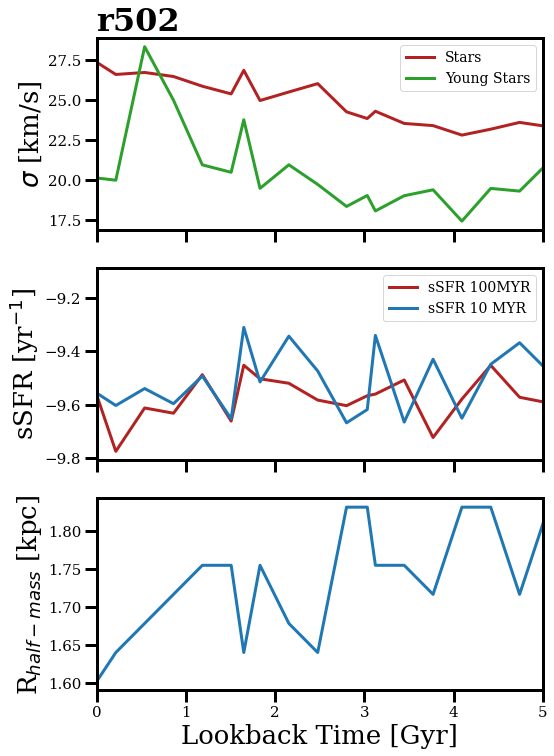 r502
σ [km/s]
27.5
25.0
22.5
20.0
17.5
Stars
Young Stars
sSFR [yr⁻¹]
−9.2
−9.4
−9.6
−9.8
sSFR 100MYR
sSFR 10 MYR
R_half−mass [kpc]
1.80
1.75
1.70
1.65
1.60
0 1 2 3 4 5
Lookback Time [Gyr]